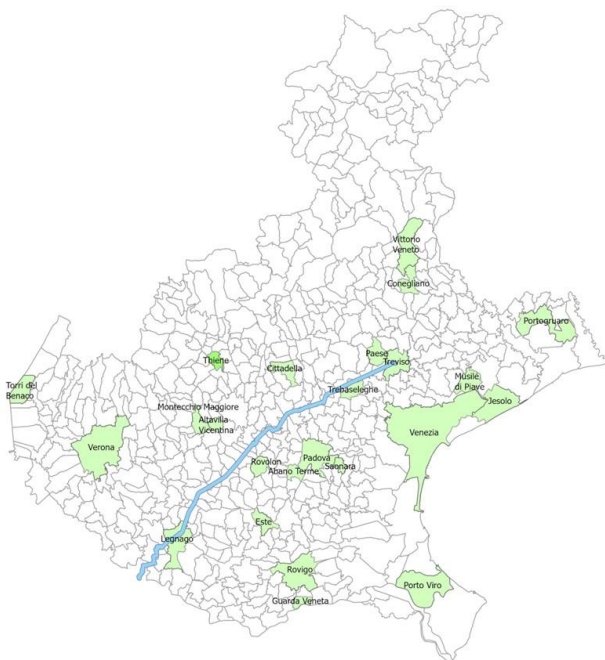 Vittorio
Veneto
Conegliano
Portogruaro
Thiene
Paese
Treviso
Cittadella
Torri del
Benaco
Trebaseleghe
Musile
di Piave
Jesolo
Montecchio Maggiore
Altavilla
Vicentina
Venezia
Verona
Padova
Rovolon
Saonara
Abano Terme
Este
Legnago
Rovigo
Porto Viro
Guarda Veneta